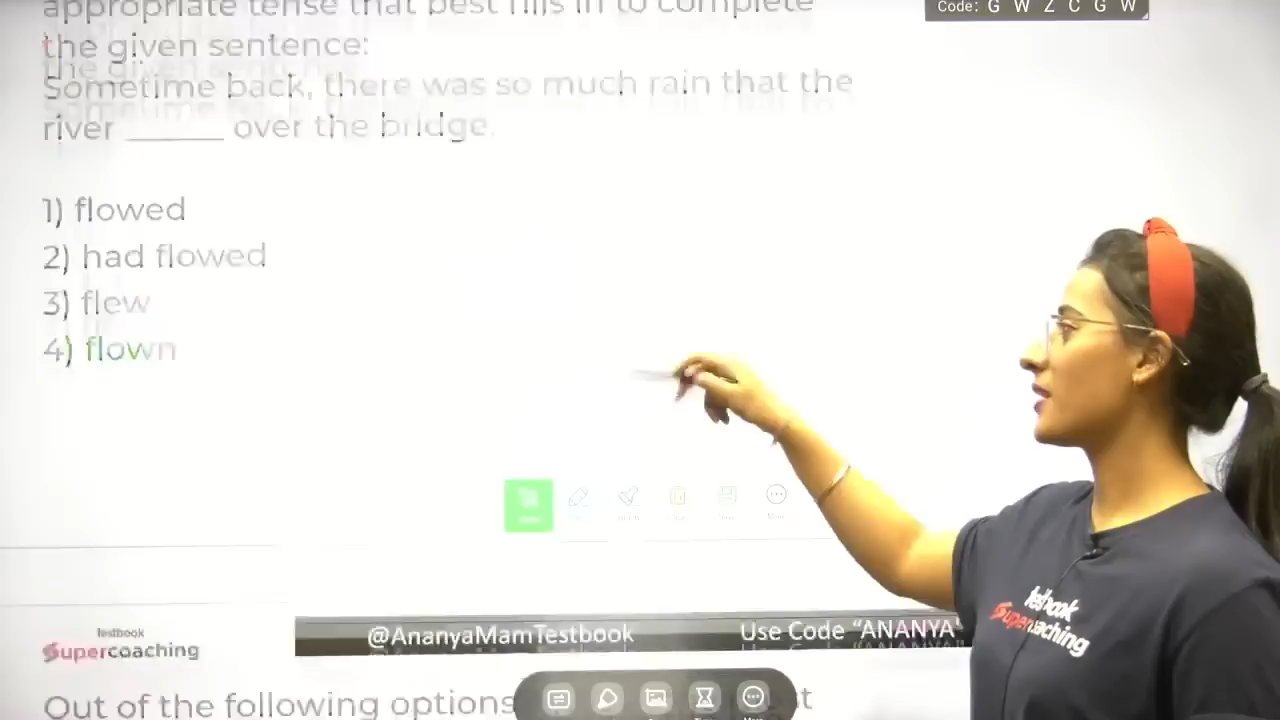 appropriate tense that best fills in to complete
the given sentence:
Sometime back, there was so much rain that the
river ______ over the bridge.
1) flowed
2) had flowed
3) flew
4) flown
Code: G W Z C G W
testbook
Supercoaching
@AnanyaMamTestbook
Use Code “ANANYA”
testbook
Supercoaching
Out of the following options